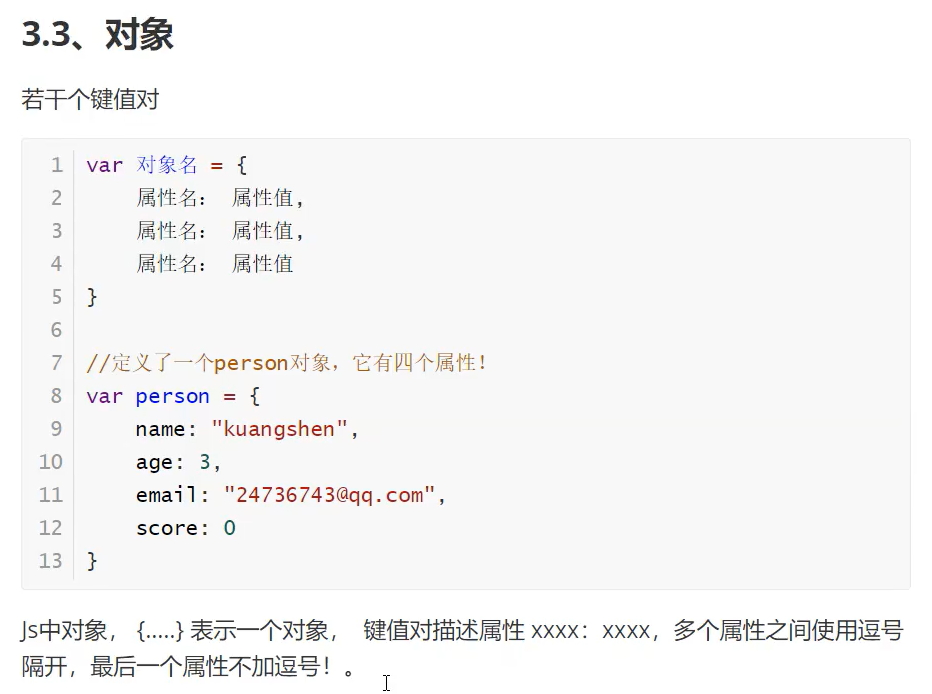 3.3、对象
若干个键值对
1 var 对象名 = {
2     属性名： 属性值,
3     属性名： 属性值,
4     属性名： 属性值
5 }
6
7 //定义了一个person对象，它有四个属性！
8 var person = {
9     name: "kuangshen",
10     age: 3,
11     email: "24736743@qq.com",
12     score: 0
13 }
Js中对象，{.....} 表示一个对象， 键值对描述属性 xxxx：xxxx，多个属性之间使用逗号
隔开，最后一个属性不加逗号！。